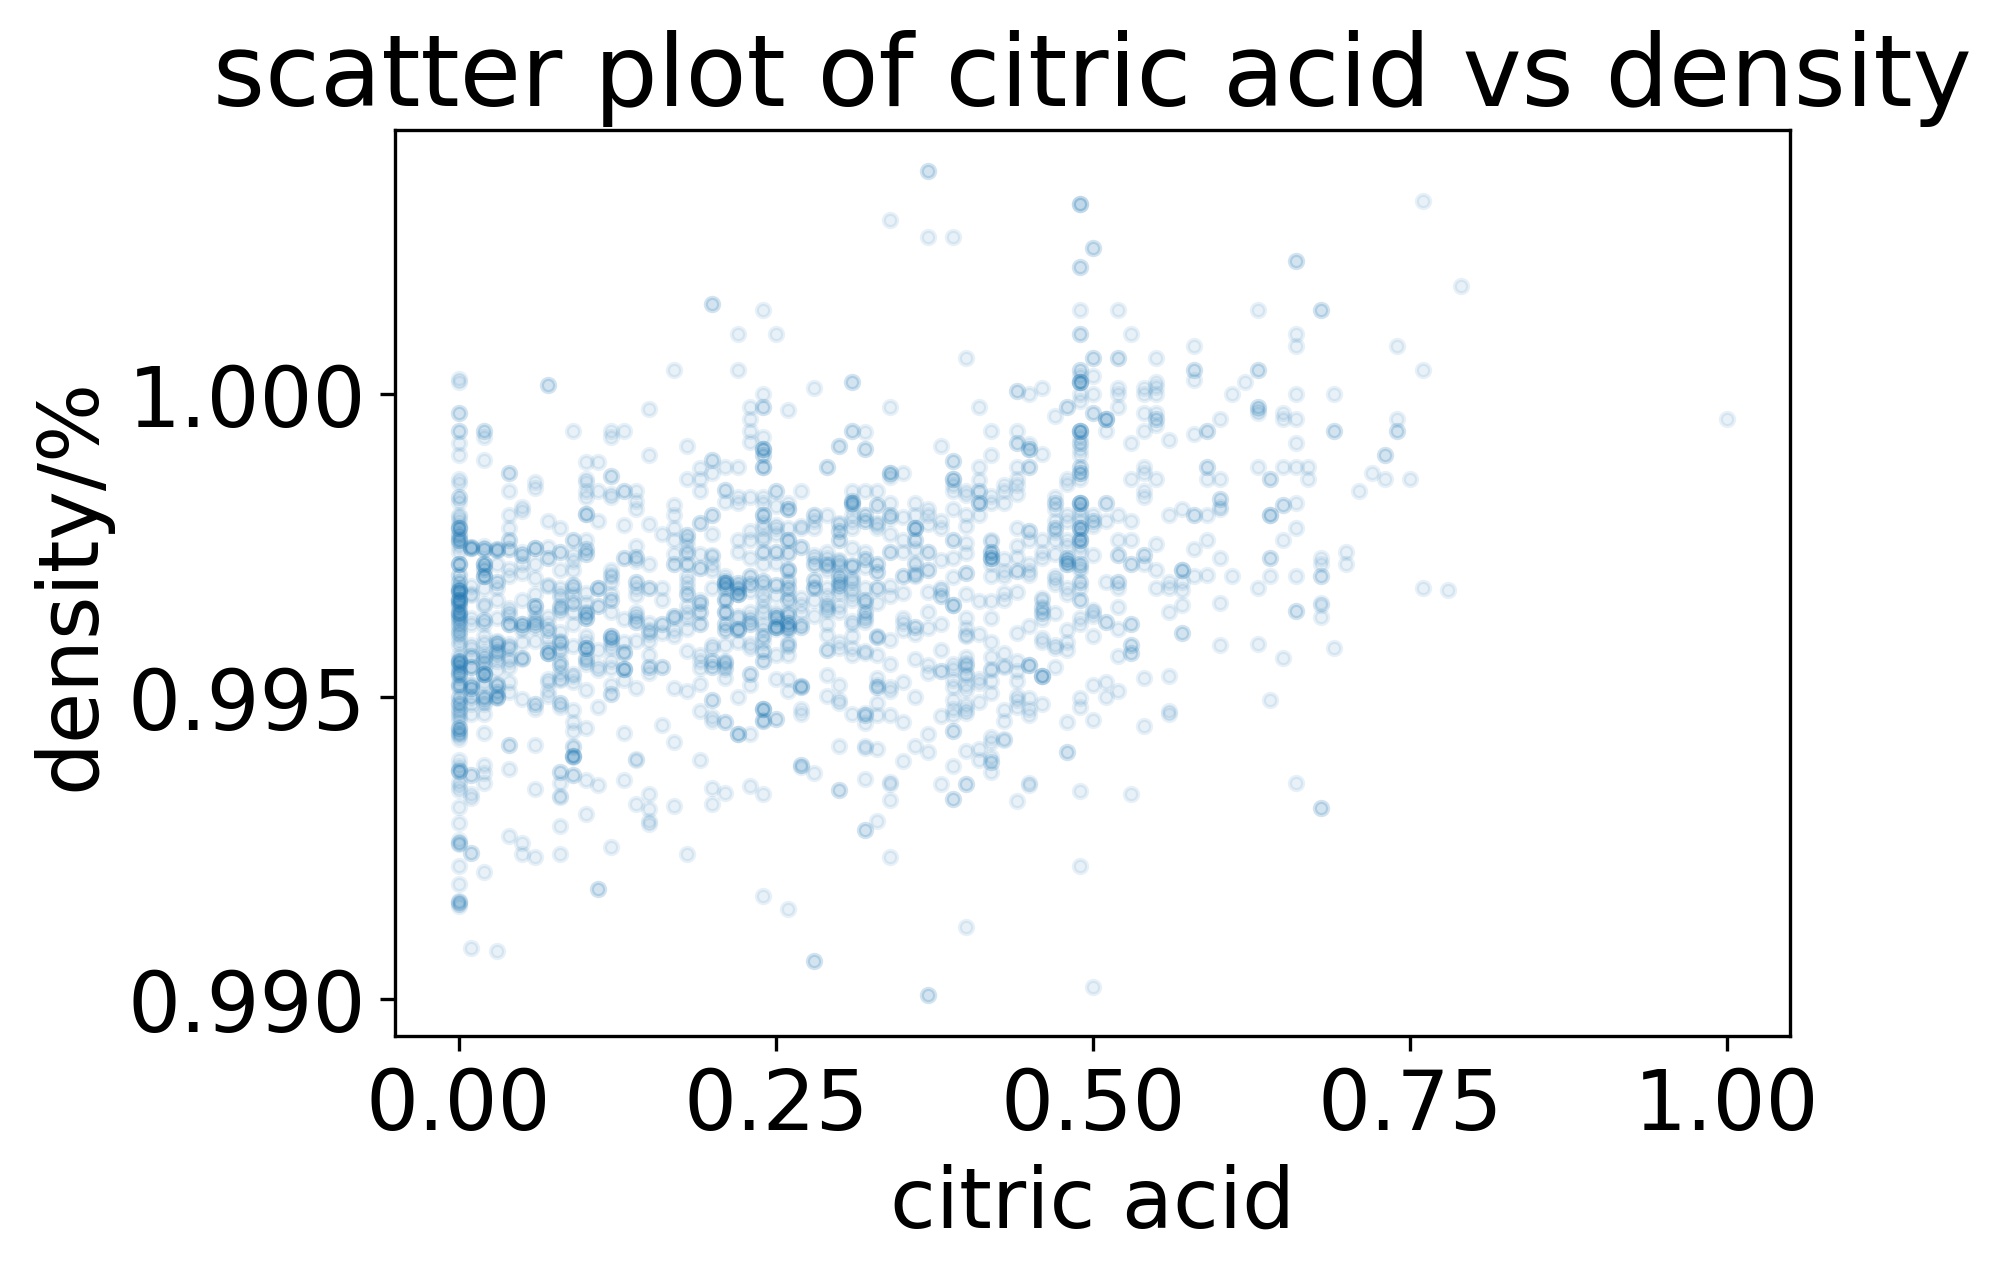 scatter plot of citric acid vs density
density/%
1.000
0.995
0.990
0.00 0.25 0.50 0.75 1.00
citric acid